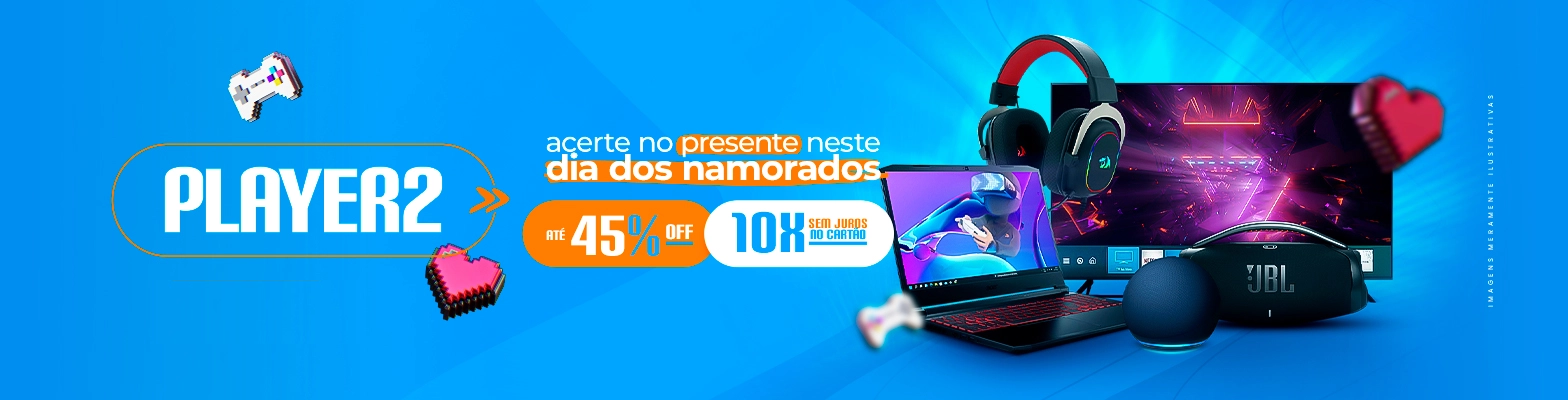 PLAYER2
acerte no presente neste
dia dos namorados
ATÉ 45% OFF
10X SEM JUROS
NO CARTÃO
JBL
IMAGENS MERAMENTE ILUSTRATIVAS